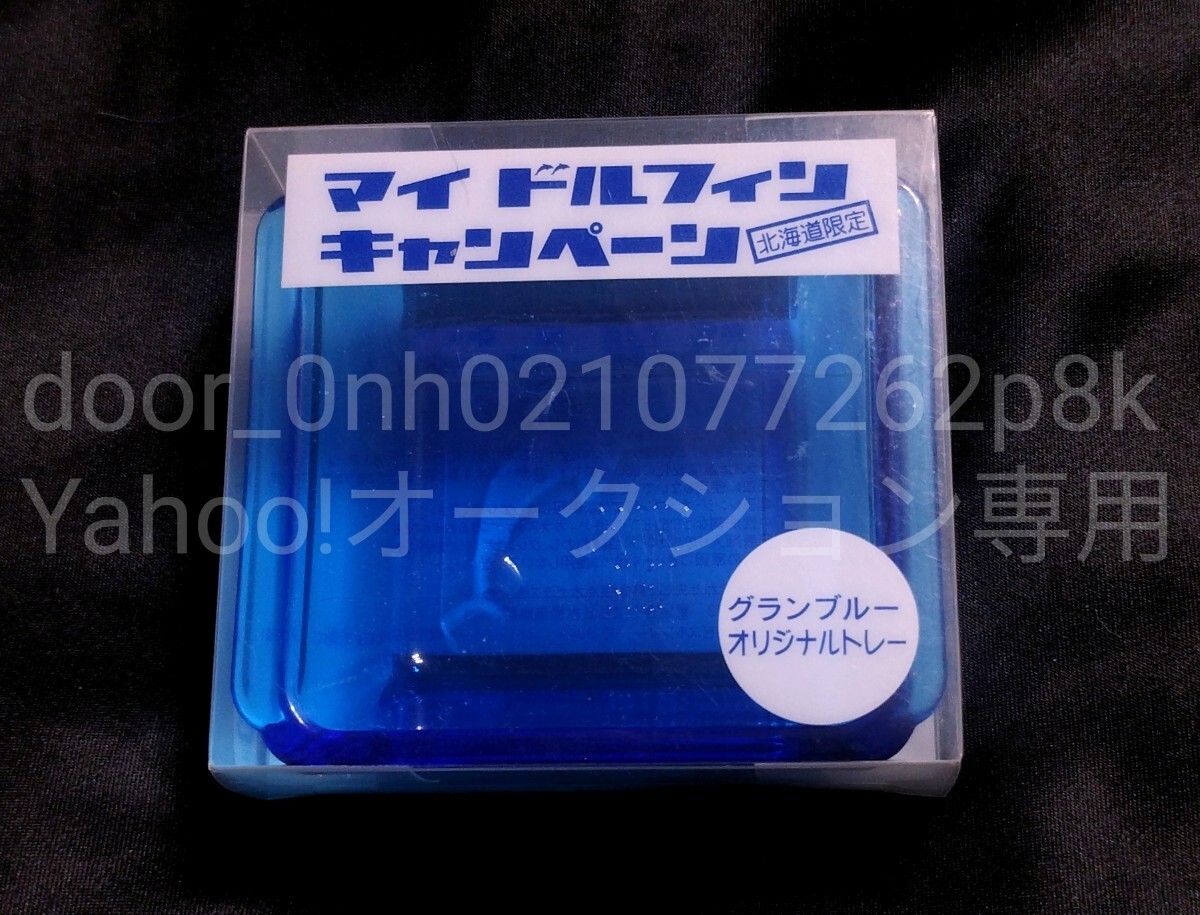 マイ ドルフィン
キャンペーン 北海道限定
door_0nh021077262p8k
Yahoo!オークション専用
グランブルー
オリジナルトレー